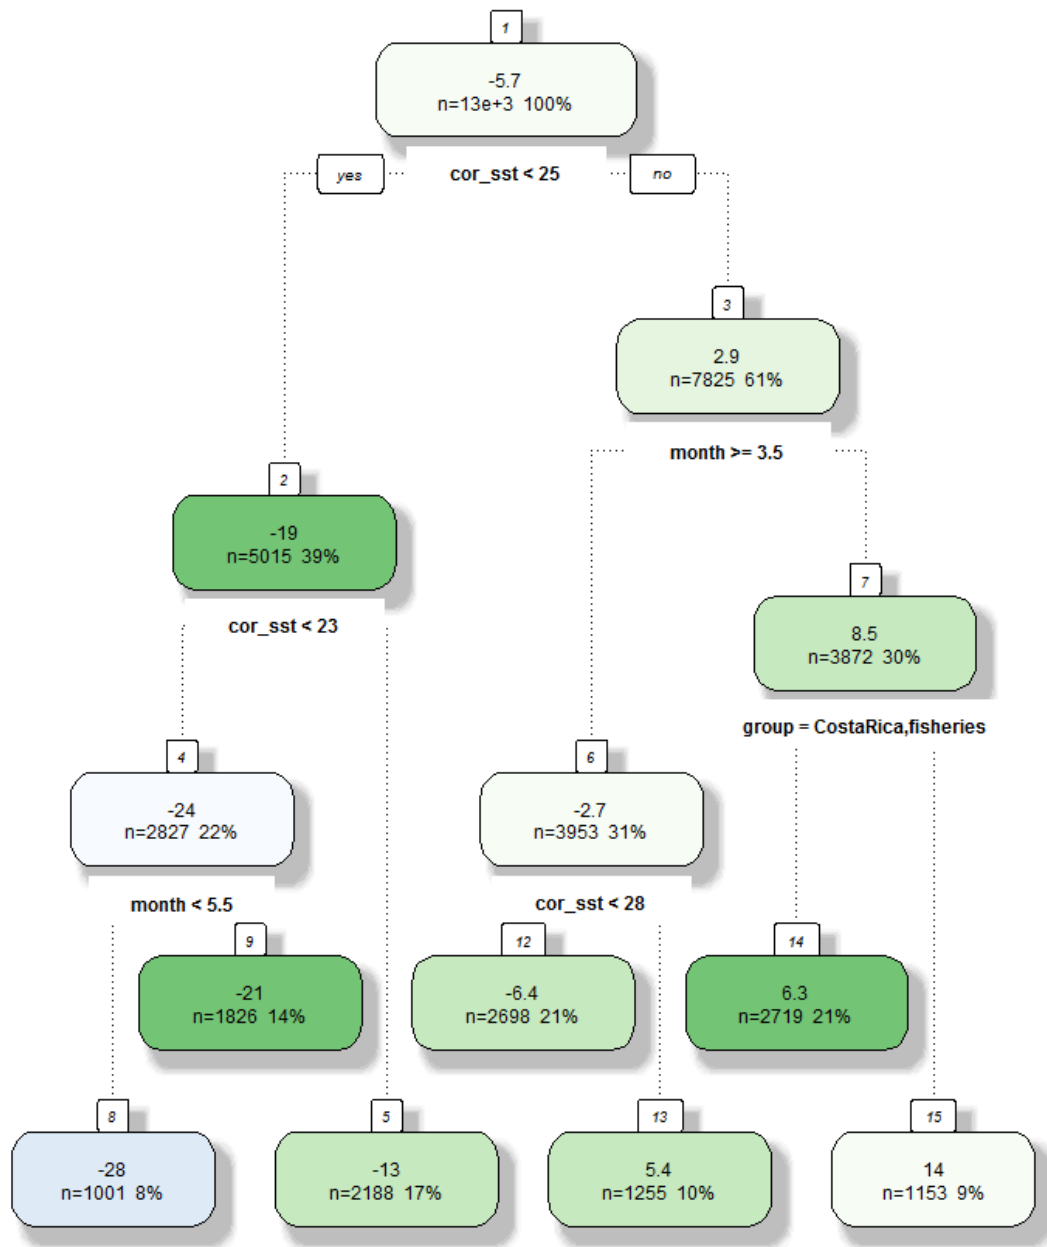 1
-5.7
n=13e+3 100%
yes
cor_sst < 25
no
3
2.9
n=7825 61%
month >= 3.5
2
-19
n=5015 39%
cor_sst < 23
7
8.5
n=3872 30%
group = CostaRica,fisheries
4
-24
n=2827 22%
month < 5.5
6
-2.7
n=3953 31%
cor_sst < 28
9
-21
n=1826 14%
12
-6.4
n=2698 21%
14
6.3
n=2719 21%
8
-28
n=1001 8%
5
-13
n=2188 17%
13
5.4
n=1255 10%
15
14
n=1153 9%